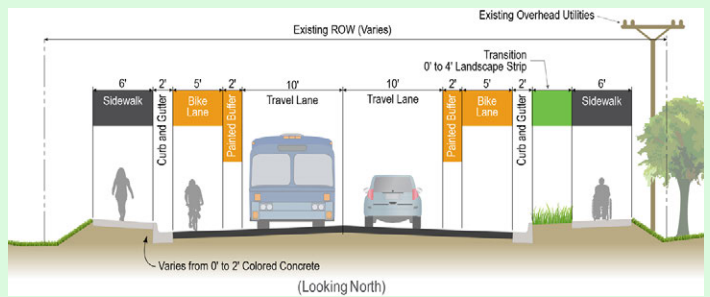 Existing Overhead Utilities
Existing ROW (Varies)
Transition
0' to 4' Landscape Strip
6' 2' 5' 2' 10' 10' 2' 5' 2' 6'
Sidewalk
Curb and Gutter
Bike
Lane
Painted Buffer
Travel Lane
Travel Lane
Painted Buffer
Bike
Lane
Curb and Gutter
Sidewalk
Varies from 0' to 2' Colored Concrete
(Looking North)